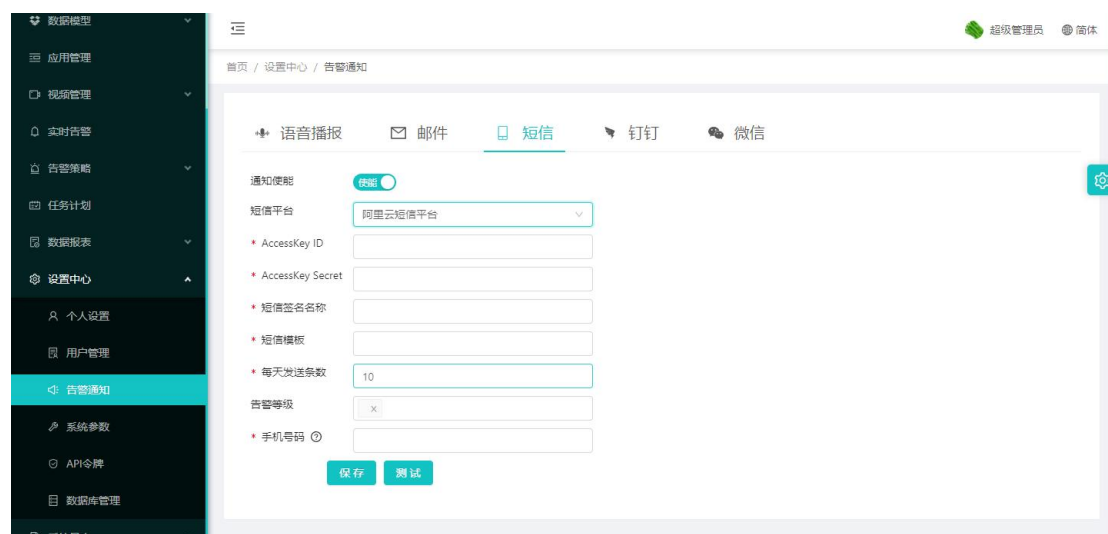 数据模型
应用管理
视频管理
实时告警
告警策略
任务计划
数据报表
设置中心
个人设置
用户管理
告警通知
系统参数
API令牌
数据库管理
超级管理员 简体
首页 / 设置中心 / 告警通知
语音播报 邮件 短信 钉钉 微信
通知使能 使能
短信平台 阿里云短信平台
* AccessKey ID
* AccessKey Secret
* 短信签名名称
* 短信模板
* 每天发送条数 10
告警等级 ×
* 手机号码
保存 测试